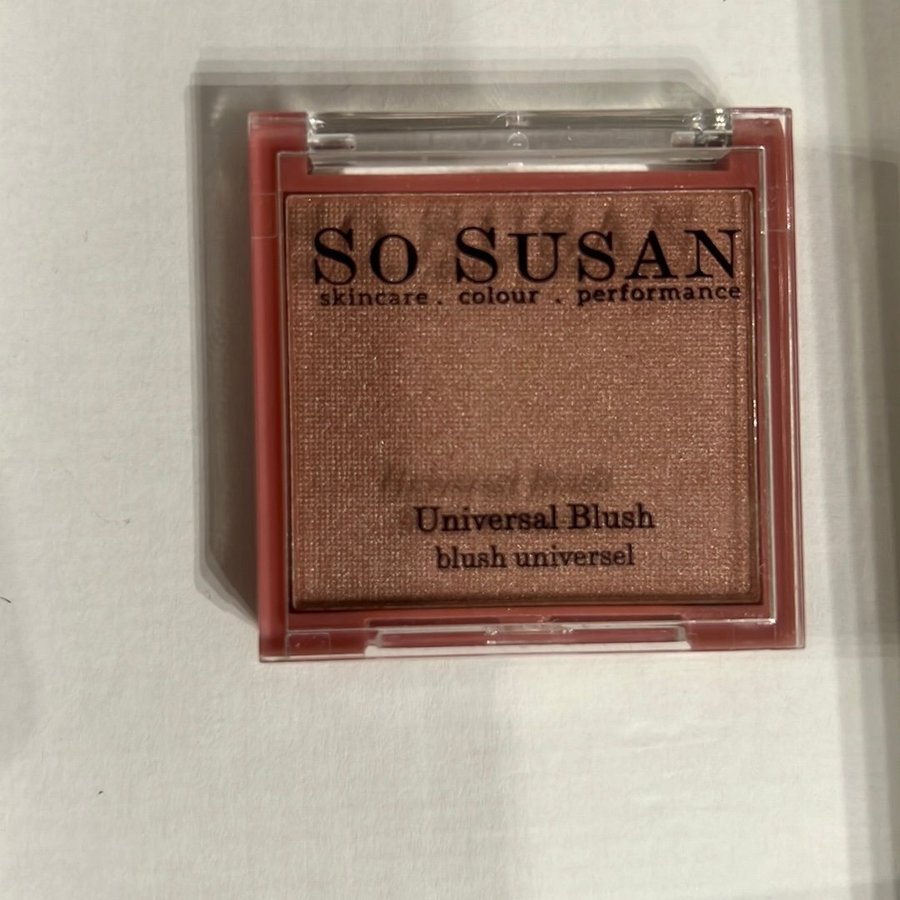 SO SUSAN
skincare . colour . performance
Universal Blush
blush universel